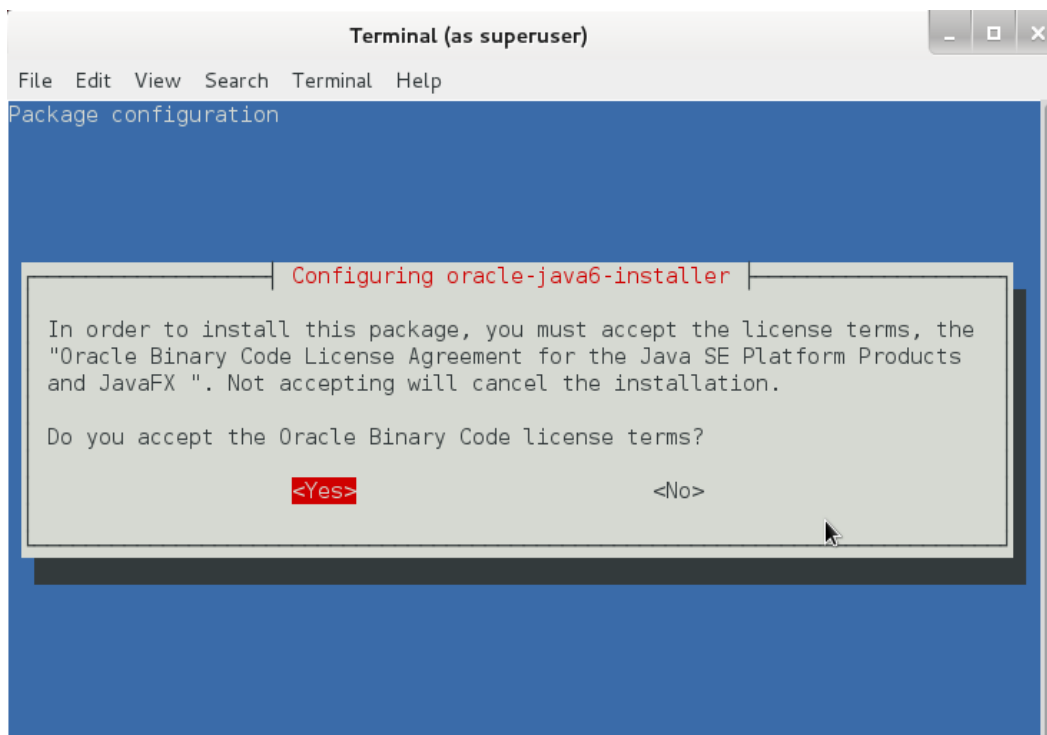 Terminal (as superuser)
File Edit View Search Terminal Help
Package configuration
Configuring oracle-java6-installer
In order to install this package, you must accept the license terms, the
"Oracle Binary Code License Agreement for the Java SE Platform Products
and JavaFX ". Not accepting will cancel the installation.
Do you accept the Oracle Binary Code license terms?
<Yes> <No>